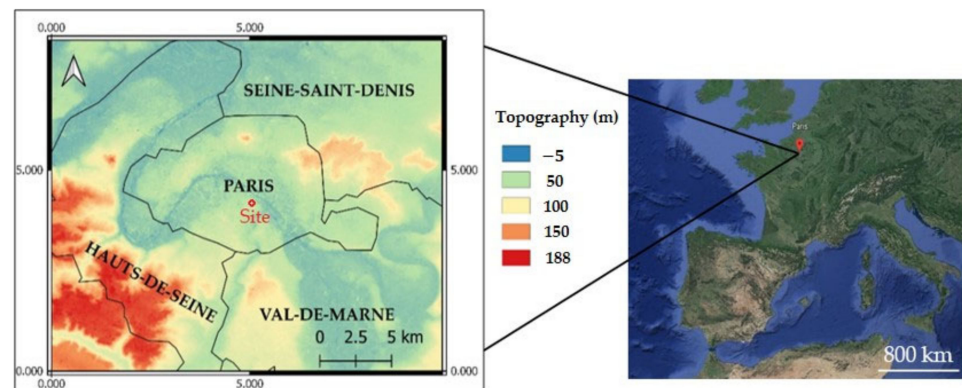 0.000 5.000
SEINE-SAINT-DENIS
5.000 5.000
PARIS
Site
HAUTS-DE-SEINE
VAL-DE-MARNE
0 2.5 5 km
0.000 0.000
0.000 5.000
Topography (m)
−5
50
100
150
188
Paris
800 km